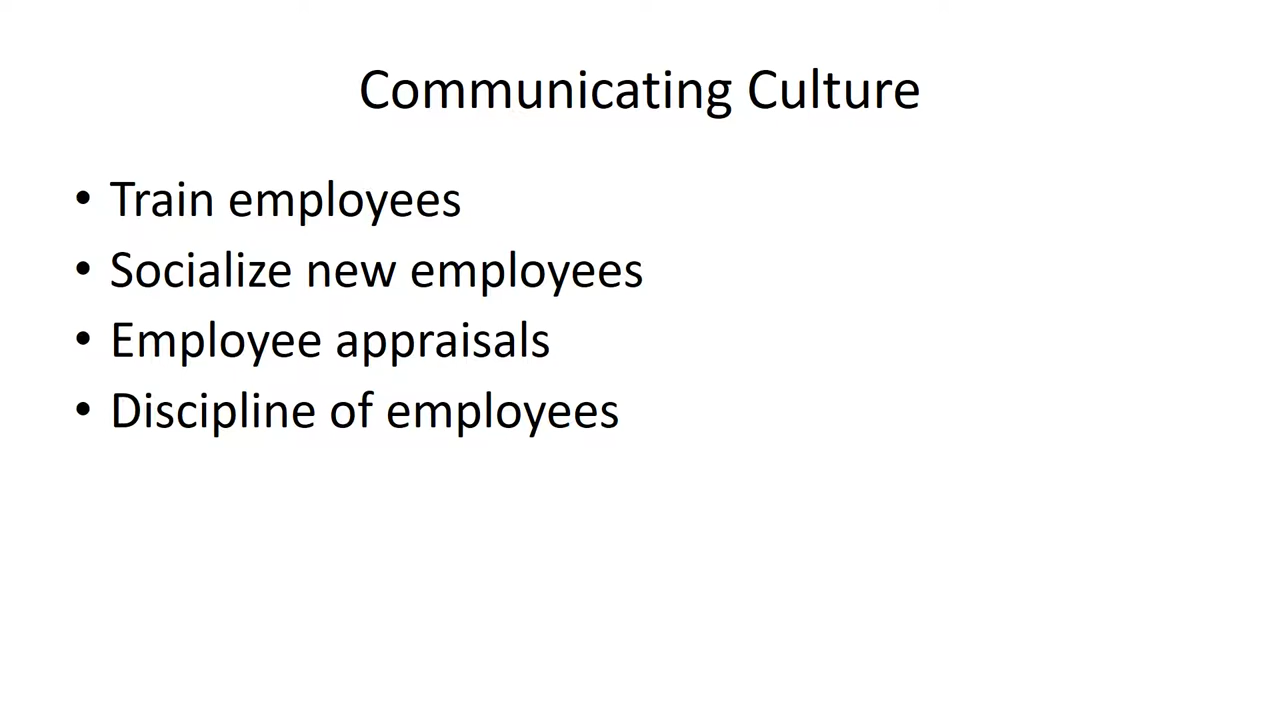 Communicating Culture
• Train employees
• Socialize new employees
• Employee appraisals
• Discipline of employees